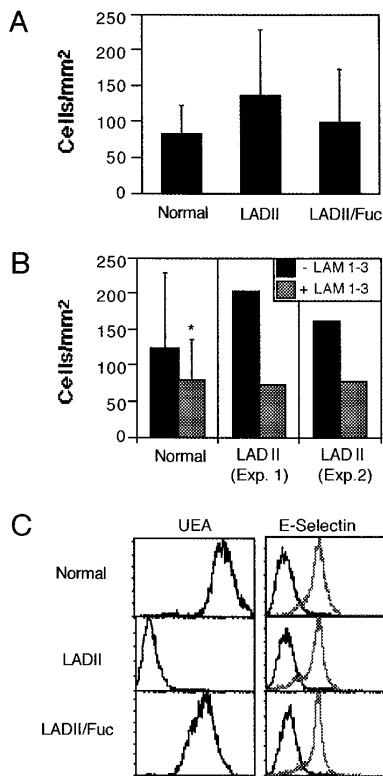 A
Cells/mm2
250
200
150
100
50
0
Normal LADII LADII/Fuc
B
Cells/mm2
250
200
150
100
50
0
- LAM 1-3
+ LAM 1-3
*
Normal
LAD II
(Exp. 1)
LAD II
(Exp.2)
C
UEA E-Selectin
Normal
LADII
LADII/Fuc